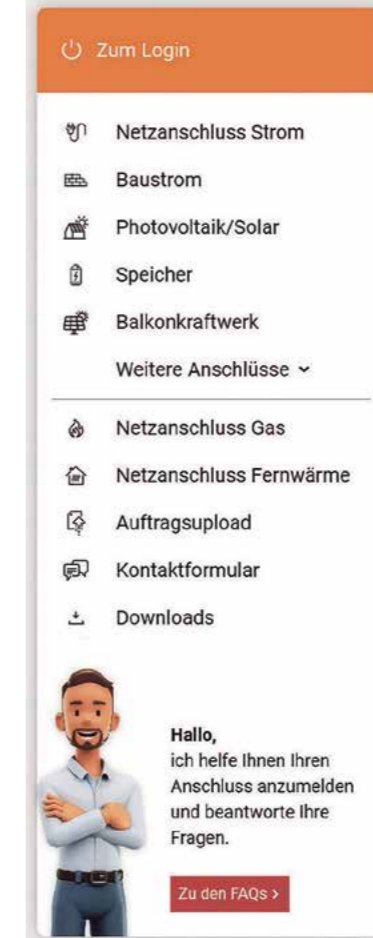 Zum Login
Netzanschluss Strom
Baustrom
Photovoltaik/Solar
Speicher
Balkonkraftwerk
Weitere Anschlüsse
Netzanschluss Gas
Netzanschluss Fernwärme
Auftragsupload
Kontaktformular
Downloads
Hallo,
ich helfe Ihnen Ihren
Anschluss anzumelden
und beantworte Ihre
Fragen.
Zu den FAQs >